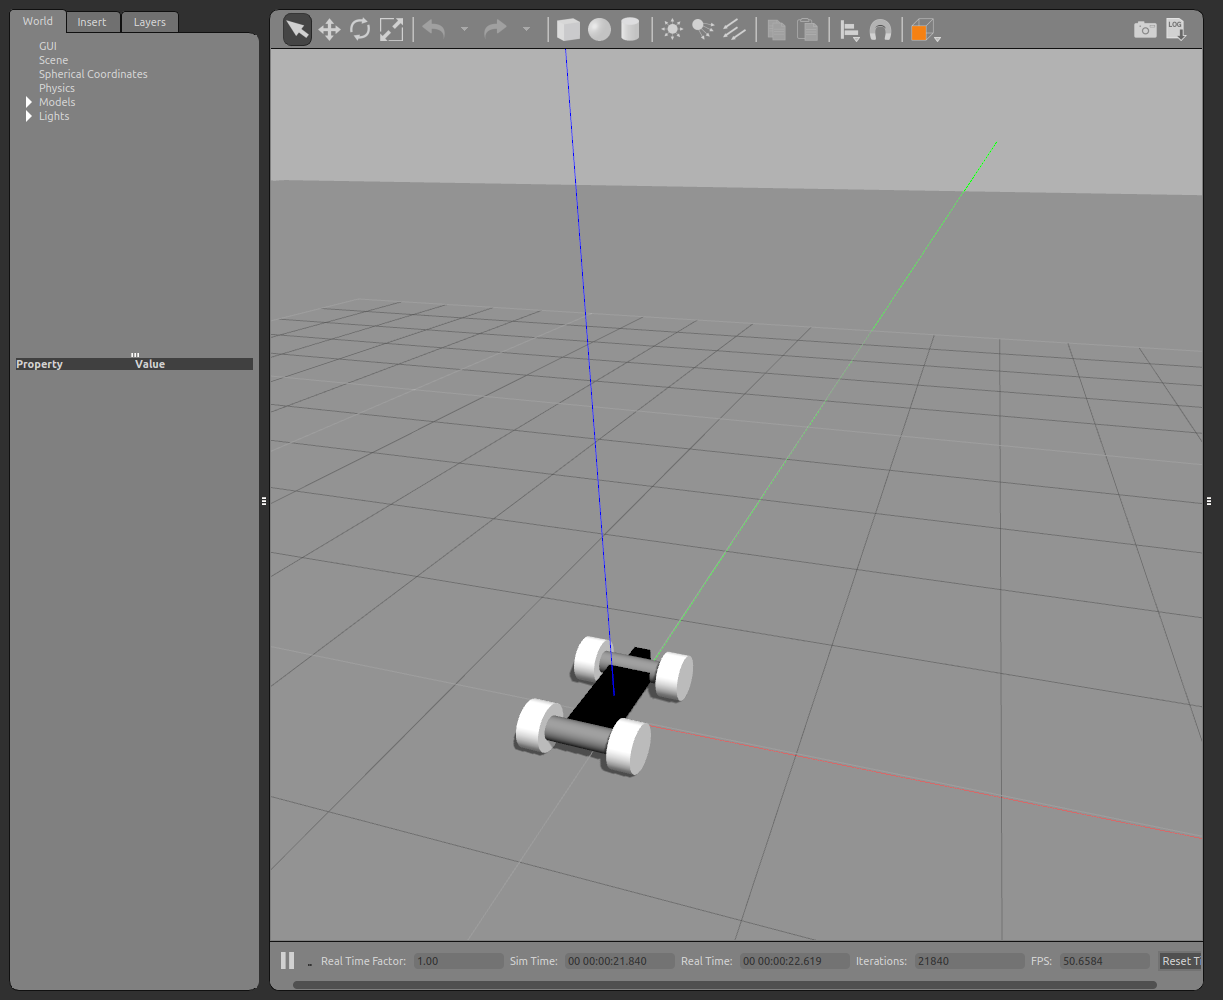 World Insert Layers
GUI
Scene
Spherical Coordinates
Physics
Models
Lights
Property Value
LOG
Real Time Factor: 1.00 Sim Time: 00 00:00:21.840 Real Time: 00 00:00:22.619 Iterations: 21840 FPS: 50.6584 Reset Ti